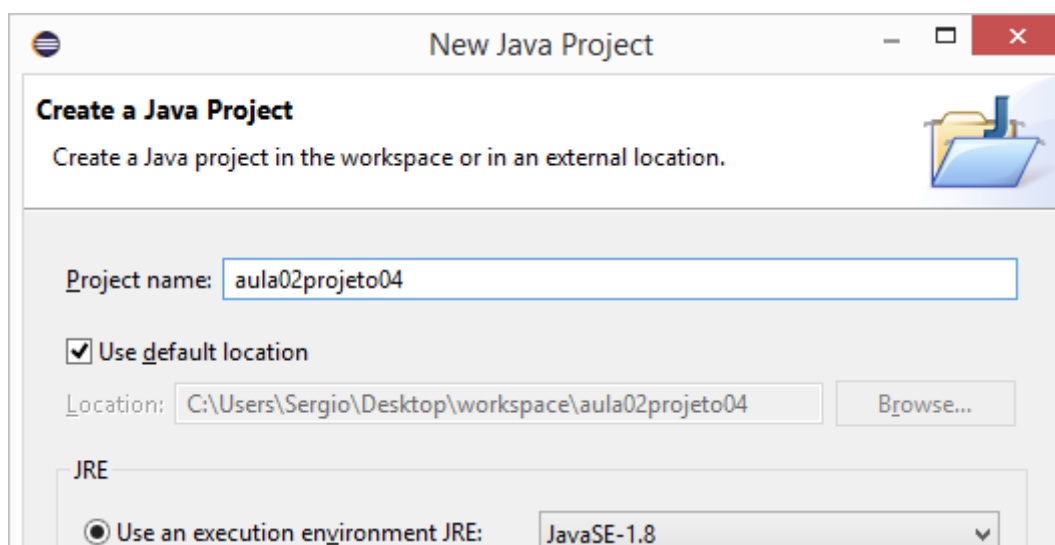 New Java Project
Create a Java Project
Create a Java project in the workspace or in an external location.
Project name: aula02projeto04
Use default location
Location: C:\Users\Sergio\Desktop\workspace\aula02projeto04 Browse...
JRE
Use an execution environment JRE: JavaSE-1.8